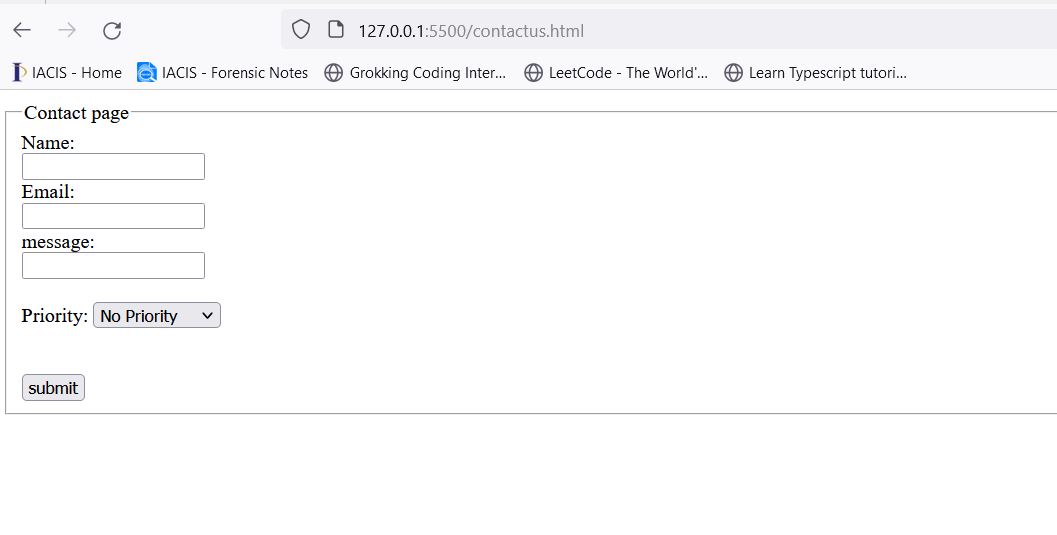 127.0.0.1:5500/contactus.html
IACIS - Home IACIS - Forensic Notes Grokking Coding Inter... LeetCode - The World'... Learn Typescript tutori...
Contact page
Name:
Email:
message:
Priority: No Priority
submit